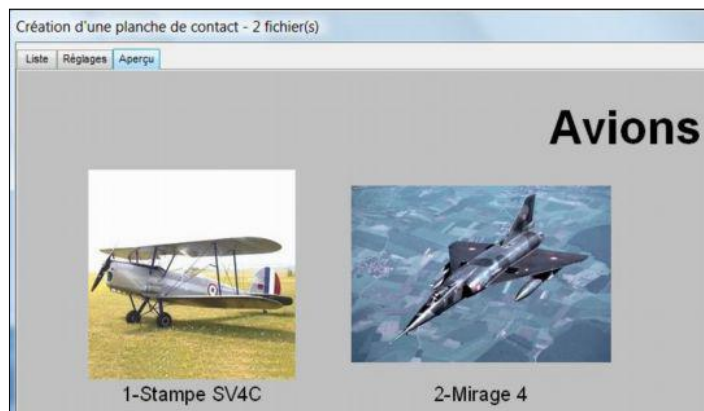 Création d'une planche de contact - 2 fichier(s)
Liste Réglages Aperçu
Avions
1-Stampe SV4C
2-Mirage 4